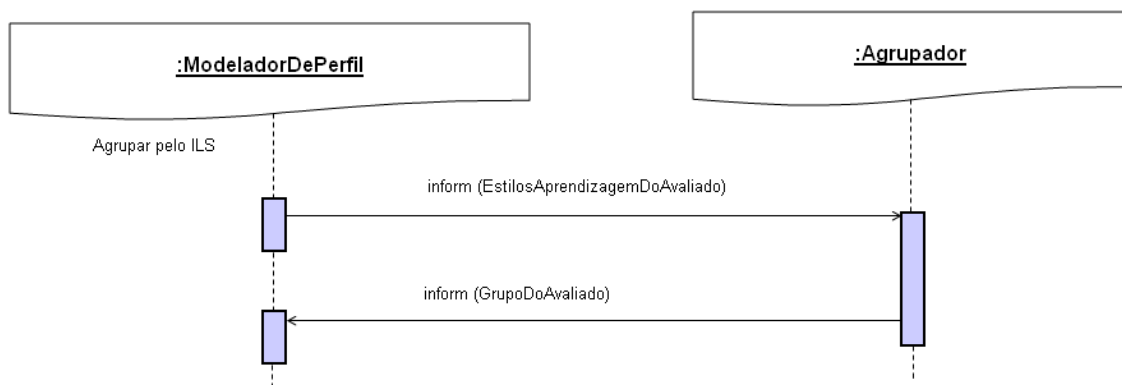 :ModeladorDePerfil
:Agrupador
Agrupar pelo ILS
inform (EstilosAprendizagemDoAvaliado)
inform (GrupoDoAvaliado)